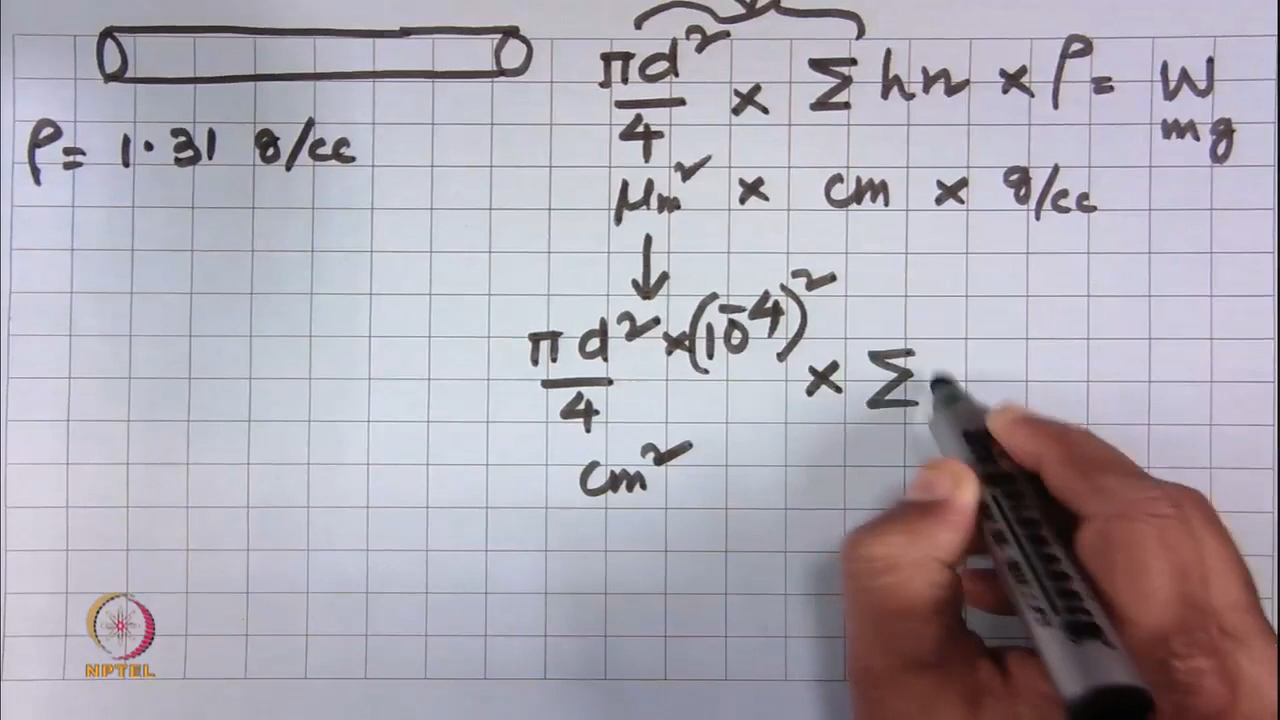 πd²/4 × Σhn × ρ = W
mg
ρ = 1.31 g/cc
μm² × cm × g/cc
↓
πd² × (10⁻⁴)²/4 × Σ
cm²
NPTEL